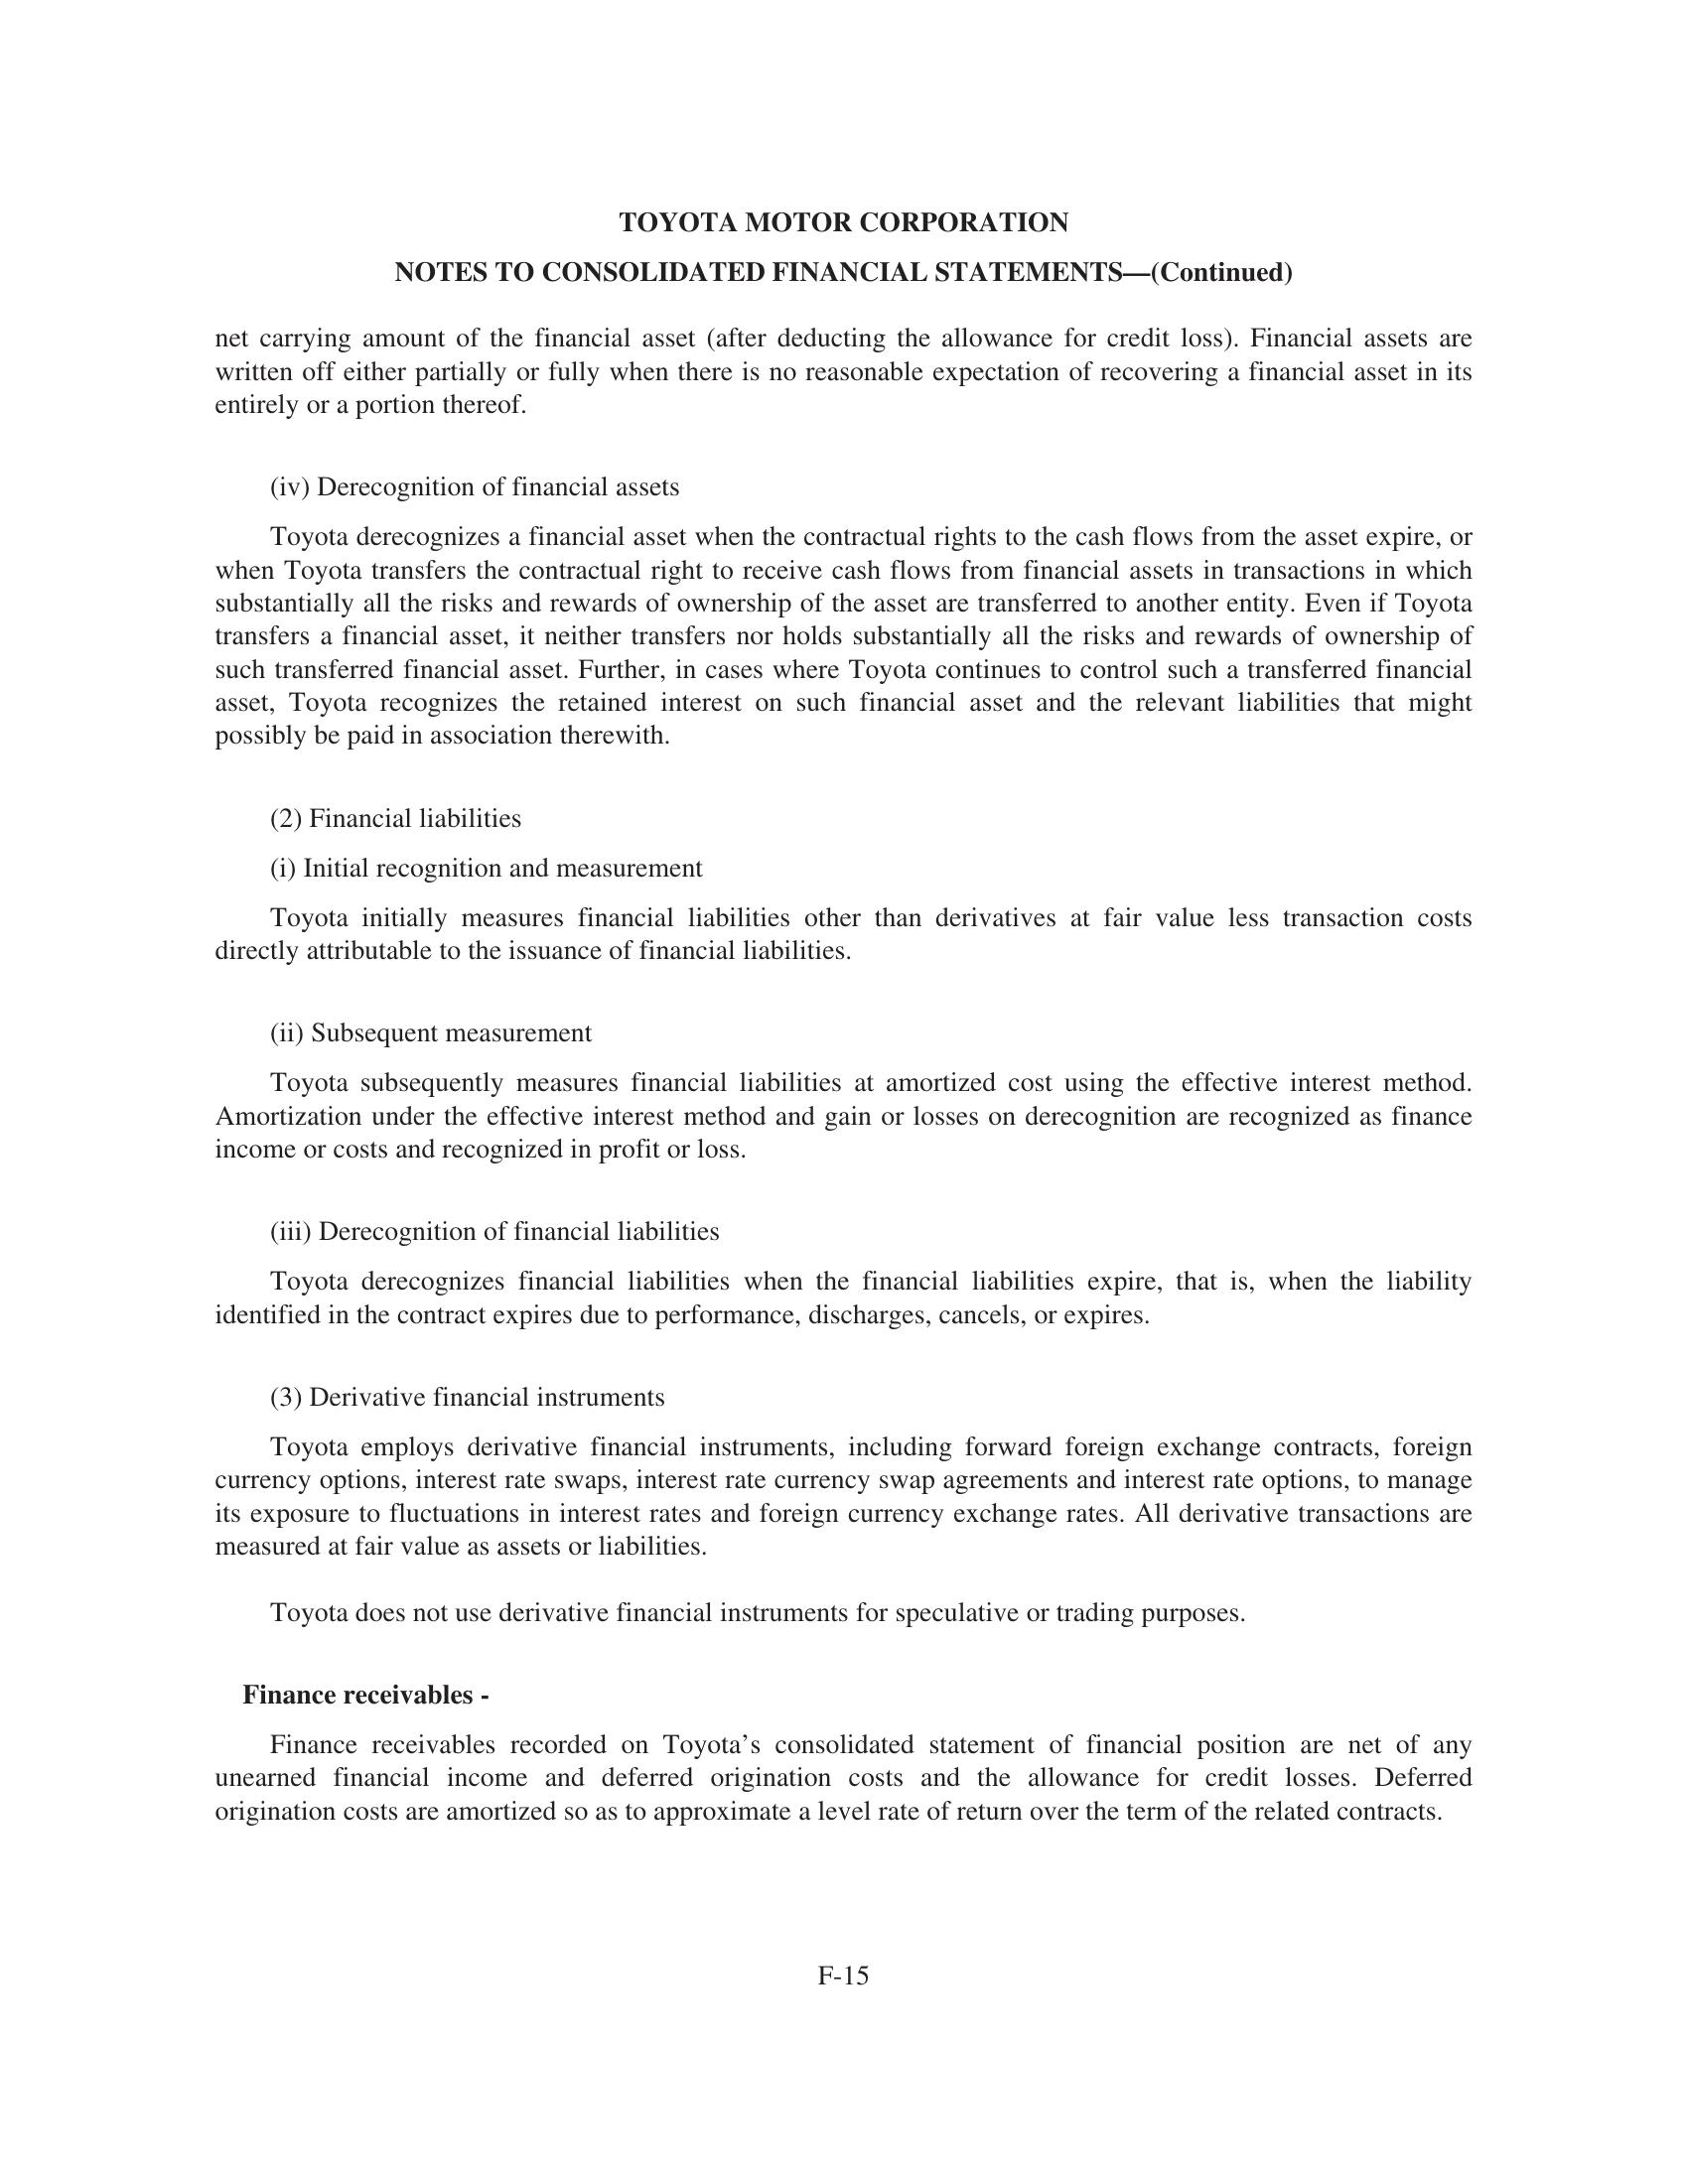 TOYOTA MOTOR CORPORATION
NOTES TO CONSOLIDATED FINANCIAL STATEMENTS—(Continued)
net carrying amount of the financial asset (after deducting the allowance for credit loss). Financial assets are
written off either partially or fully when there is no reasonable expectation of recovering a financial asset in its
entirely or a portion thereof.
(iv) Derecognition of financial assets
Toyota derecognizes a financial asset when the contractual rights to the cash flows from the asset expire, or
when Toyota transfers the contractual right to receive cash flows from financial assets in transactions in which
substantially all the risks and rewards of ownership of the asset are transferred to another entity. Even if Toyota
transfers a financial asset, it neither transfers nor holds substantially all the risks and rewards of ownership of
such transferred financial asset. Further, in cases where Toyota continues to control such a transferred financial
asset, Toyota recognizes the retained interest on such financial asset and the relevant liabilities that might
possibly be paid in association therewith.
(2) Financial liabilities
(i) Initial recognition and measurement
Toyota initially measures financial liabilities other than derivatives at fair value less transaction costs
directly attributable to the issuance of financial liabilities.
(ii) Subsequent measurement
Toyota subsequently measures financial liabilities at amortized cost using the effective interest method.
Amortization under the effective interest method and gain or losses on derecognition are recognized as finance
income or costs and recognized in profit or loss.
(iii) Derecognition of financial liabilities
Toyota derecognizes financial liabilities when the financial liabilities expire, that is, when the liability
identified in the contract expires due to performance, discharges, cancels, or expires.
(3) Derivative financial instruments
Toyota employs derivative financial instruments, including forward foreign exchange contracts, foreign
currency options, interest rate swaps, interest rate currency swap agreements and interest rate options, to manage
its exposure to fluctuations in interest rates and foreign currency exchange rates. All derivative transactions are
measured at fair value as assets or liabilities.
Toyota does not use derivative financial instruments for speculative or trading purposes.
Finance receivables -
Finance receivables recorded on Toyota’s consolidated statement of financial position are net of any
unearned financial income and deferred origination costs and the allowance for credit losses. Deferred
origination costs are amortized so as to approximate a level rate of return over the term of the related contracts.
F-15